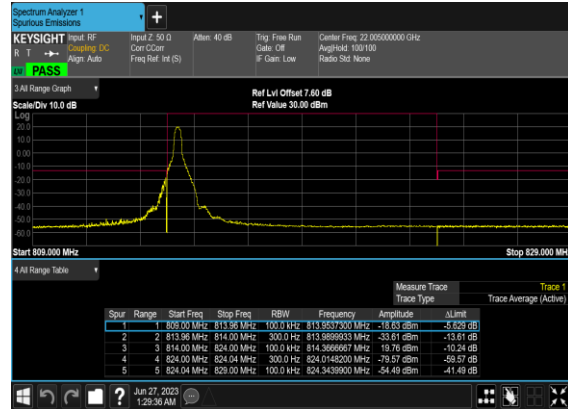 Spectrum Analyzer 1
Spurious Emissions
KEYSIGHT Input: RF Input Z: 50 Ω Atten: 40 dB Trig: Free Run Center Freq: 22.005000000 GHz
R T Coupling: DC Corr CCorr Gate: Off Avg|Hold: 100/100
Align: Auto Freq Ref: Int (S) IF Gain: Low Radio Std: None
PASS
3 All Range Graph
Ref Lvl Offset 7.60 dB
Scale/Div 10.0 dB Ref Value 30.00 dBm
Log
20.0
10.0
0.00
-10.0
-20.0
-30.0
-40.0
-50.0
-60.0
Start 809.000 MHz Stop 829.000 MH
4 All Range Table
Measure Trace Trace 1
Trace Type Trace Average (Active)
Spur Range Start Freq Stop Freq RBW Frequency Amplitude ΔLimit
1 1 809.00 MHz 813.96 MHz 100.0 kHz 813.9537300 MHz -18.63 dBm -5.629 dB
2 2 813.96 MHz 814.00 MHz 300.0 Hz 813.9899933 MHz -33.61 dBm -13.61 dB
3 3 814.00 MHz 824.00 MHz 100.0 kHz 814.3666667 MHz 19.76 dBm -10.24 dB
4 4 824.00 MHz 824.04 MHz 300.0 Hz 824.0148200 MHz -79.57 dBm -59.57 dB
5 5 824.04 MHz 829.00 MHz 100.0 kHz 824.3439900 MHz -54.49 dBm -41.49 dB
? Jun 27, 2023
1:29:36 AM